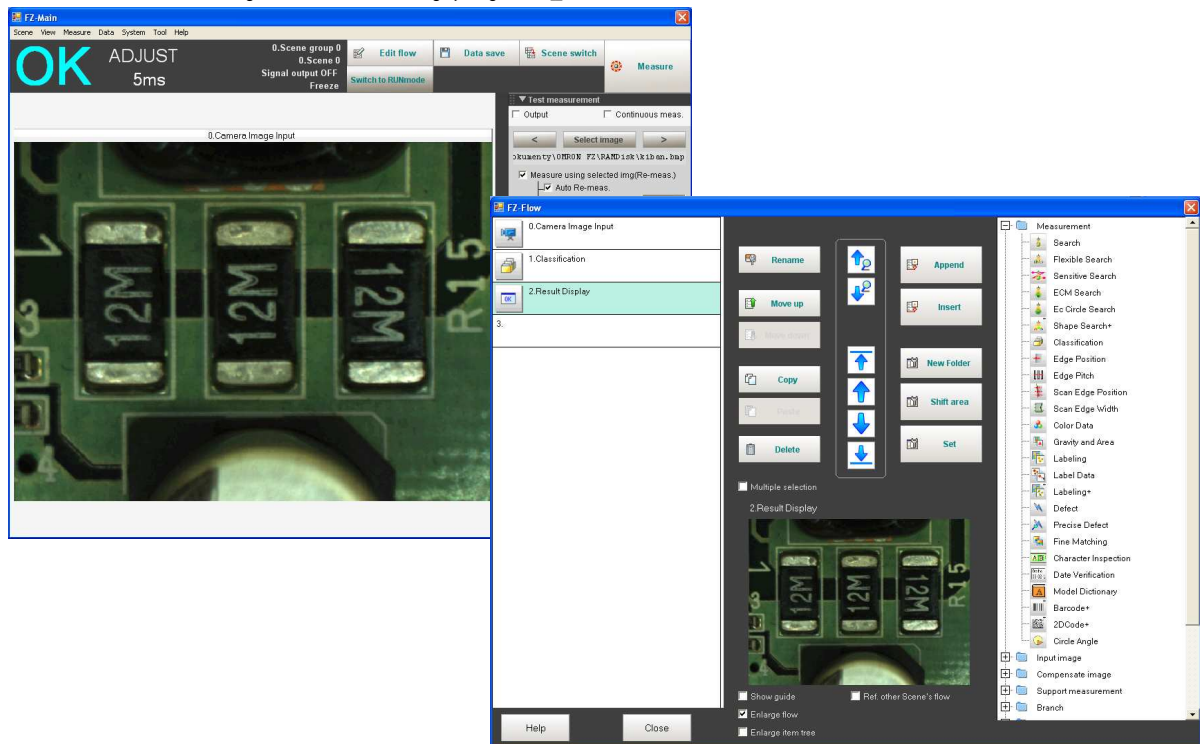 FZ-Main
Scene View Measure Data System Tool Help
OK
ADJUST
5ms
0.Scene group 0
0.Scene 0
Signal output OFF
Freeze
Edit flow
Data save
Scene switch
Measure
Switch to RUNmode
Test measurement
Output
Continuous meas.
<
Select image
>
okumenty\OMRON FZ\RAMDisk\kiban.bmp
Measure using selected img(Re-meas.)
Auto Re-meas.
0.Camera Image Input
12M
12M
12M
R15
3
4
FZ-Flow
0.Camera Image Input
1.Classification
2.Result Display
3.
OK
Rename
Move up
Move down
Copy
Paste
Delete
Append
Insert
New Folder
Shift area
Set
Multiple selection
2.Result Display
12M
12M
12M
R15
3
Show guide
Ref. other Scene's flow
Enlarge flow
Enlarge item tree
Help
Close
Measurement
Search
Flexible Search
Sensitive Search
ECM Search
Ec Circle Search
Shape Search+
Classification
Edge Position
Edge Pitch
Scan Edge Position
Scan Edge Width
Color Data
Gravity and Area
Labeling
Label Data
Labeling+
Defect
Precise Defect
Fine Matching
Character Inspection
Date Verification
Model Dictionary
Barcode+
2DCode+
Circle Angle
Input image
Compensate image
Support measurement
Branch